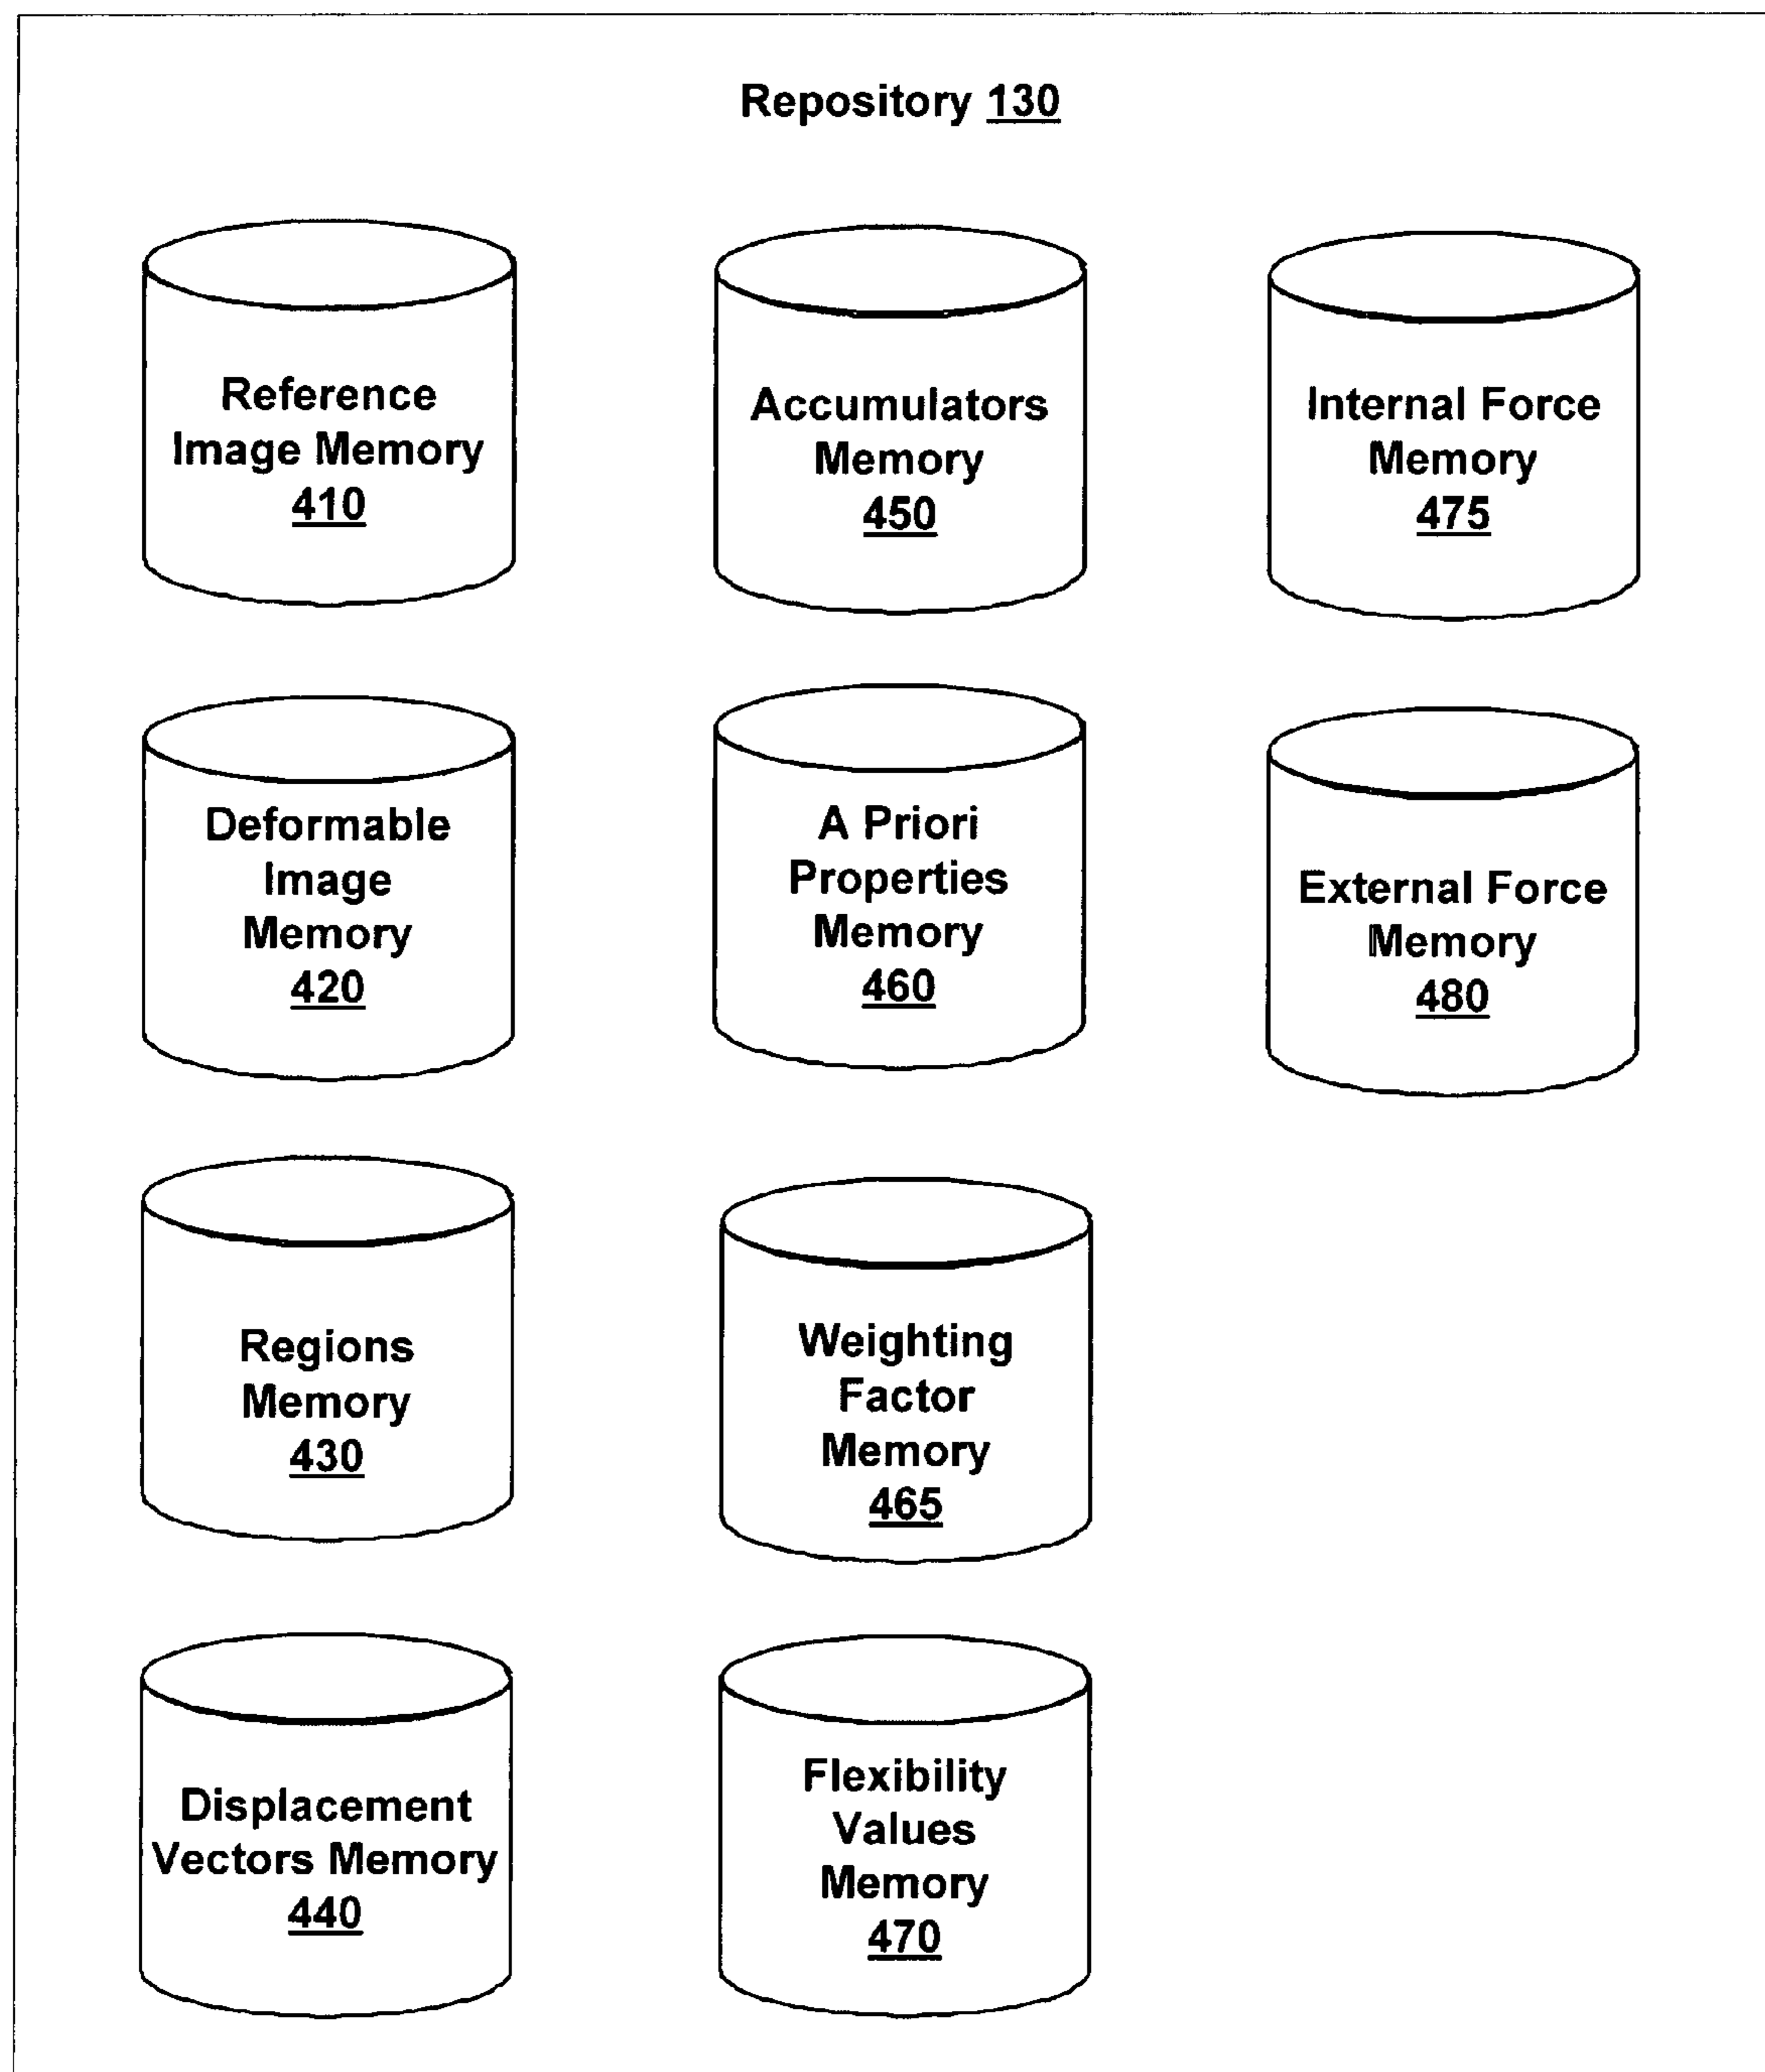 Repository 130
Reference
Image Memory
410
Accumulators
Memory
450
Internal Force
Memory
475
Deformable
Image
Memory
420
A Priori
Properties
Memory
460
External Force
Memory
480
Regions
Memory
430
Weighting
Factor
Memory
465
Displacement
Vectors Memory
440
Flexibility
Values
Memory
470